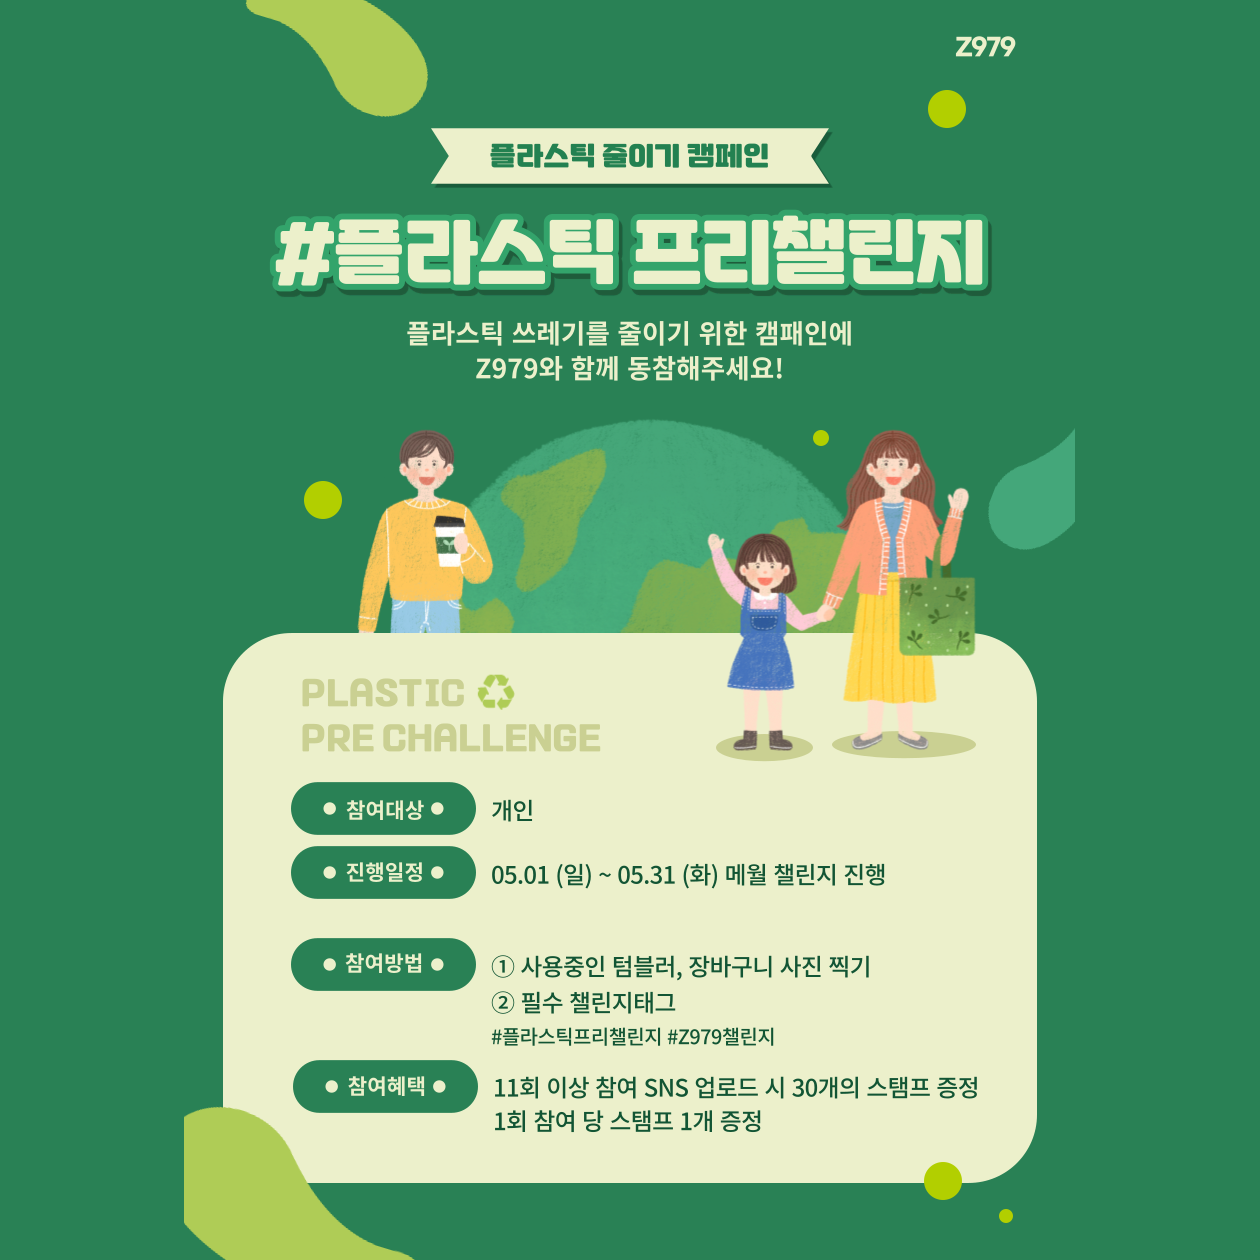 Z979
플라스틱 줄이기 캠페인
#플라스틱 프리챌린지
플라스틱 쓰레기를 줄이기 위한 캠패인에
Z979와 함께 동참해주세요!
PLASTIC
PRE CHALLENGE
참여대상 개인
진행일정 05.01 (일) ~ 05.31 (화) 메월 챌린지 진행
참여방법 ① 사용중인 텀블러, 장바구니 사진 찍기
② 필수 챌린지태그
#플라스틱프리챌린지 #Z979챌린지
참여혜택 11회 이상 참여 SNS 업로드 시 30개의 스탬프 증정
1회 참여 당 스탬프 1개 증정